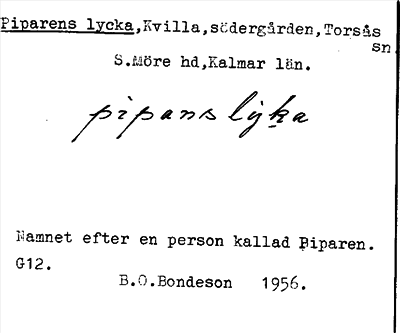 Piparens lycka,Kvilla,södergården,Torsås sn
S.Möre hd,Kalmar län.
pipans lyka
Namnet efter en person kallad Piparen.
G12.
B.O.Bondeson 1956.